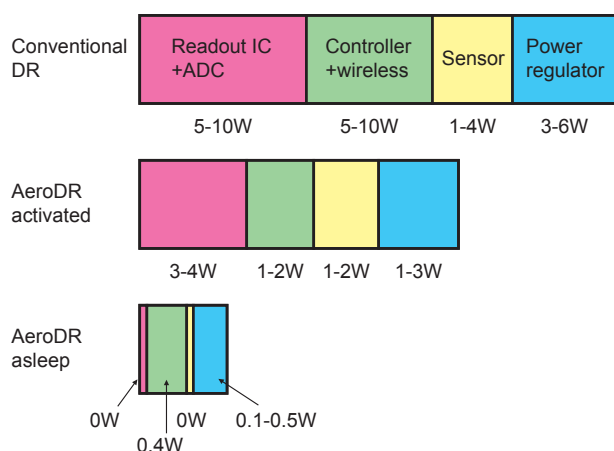 Conventional
DR
Readout IC
+ADC
Controller
+wireless
Sensor
Power
regulator
5-10W
5-10W
1-4W
3-6W
AeroDR
activated
3-4W
1-2W
1-2W
1-3W
AeroDR
asleep
0W
0.4W
0W
0.1-0.5W